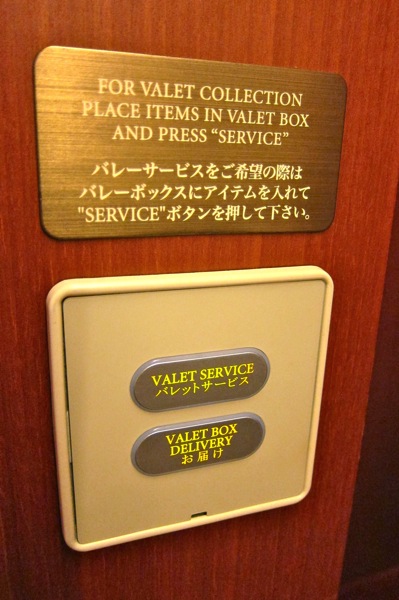 FOR VALET COLLECTION
PLACE ITEMS IN VALET BOX
AND PRESS “SERVICE”
バレーサービスをご希望の際は
バレーボックスにアイテムを入れて
"SERVICE"ボタンを押して下さい。
VALET SERVICE
バレットサービス
VALET BOX
DELIVERY
お届け